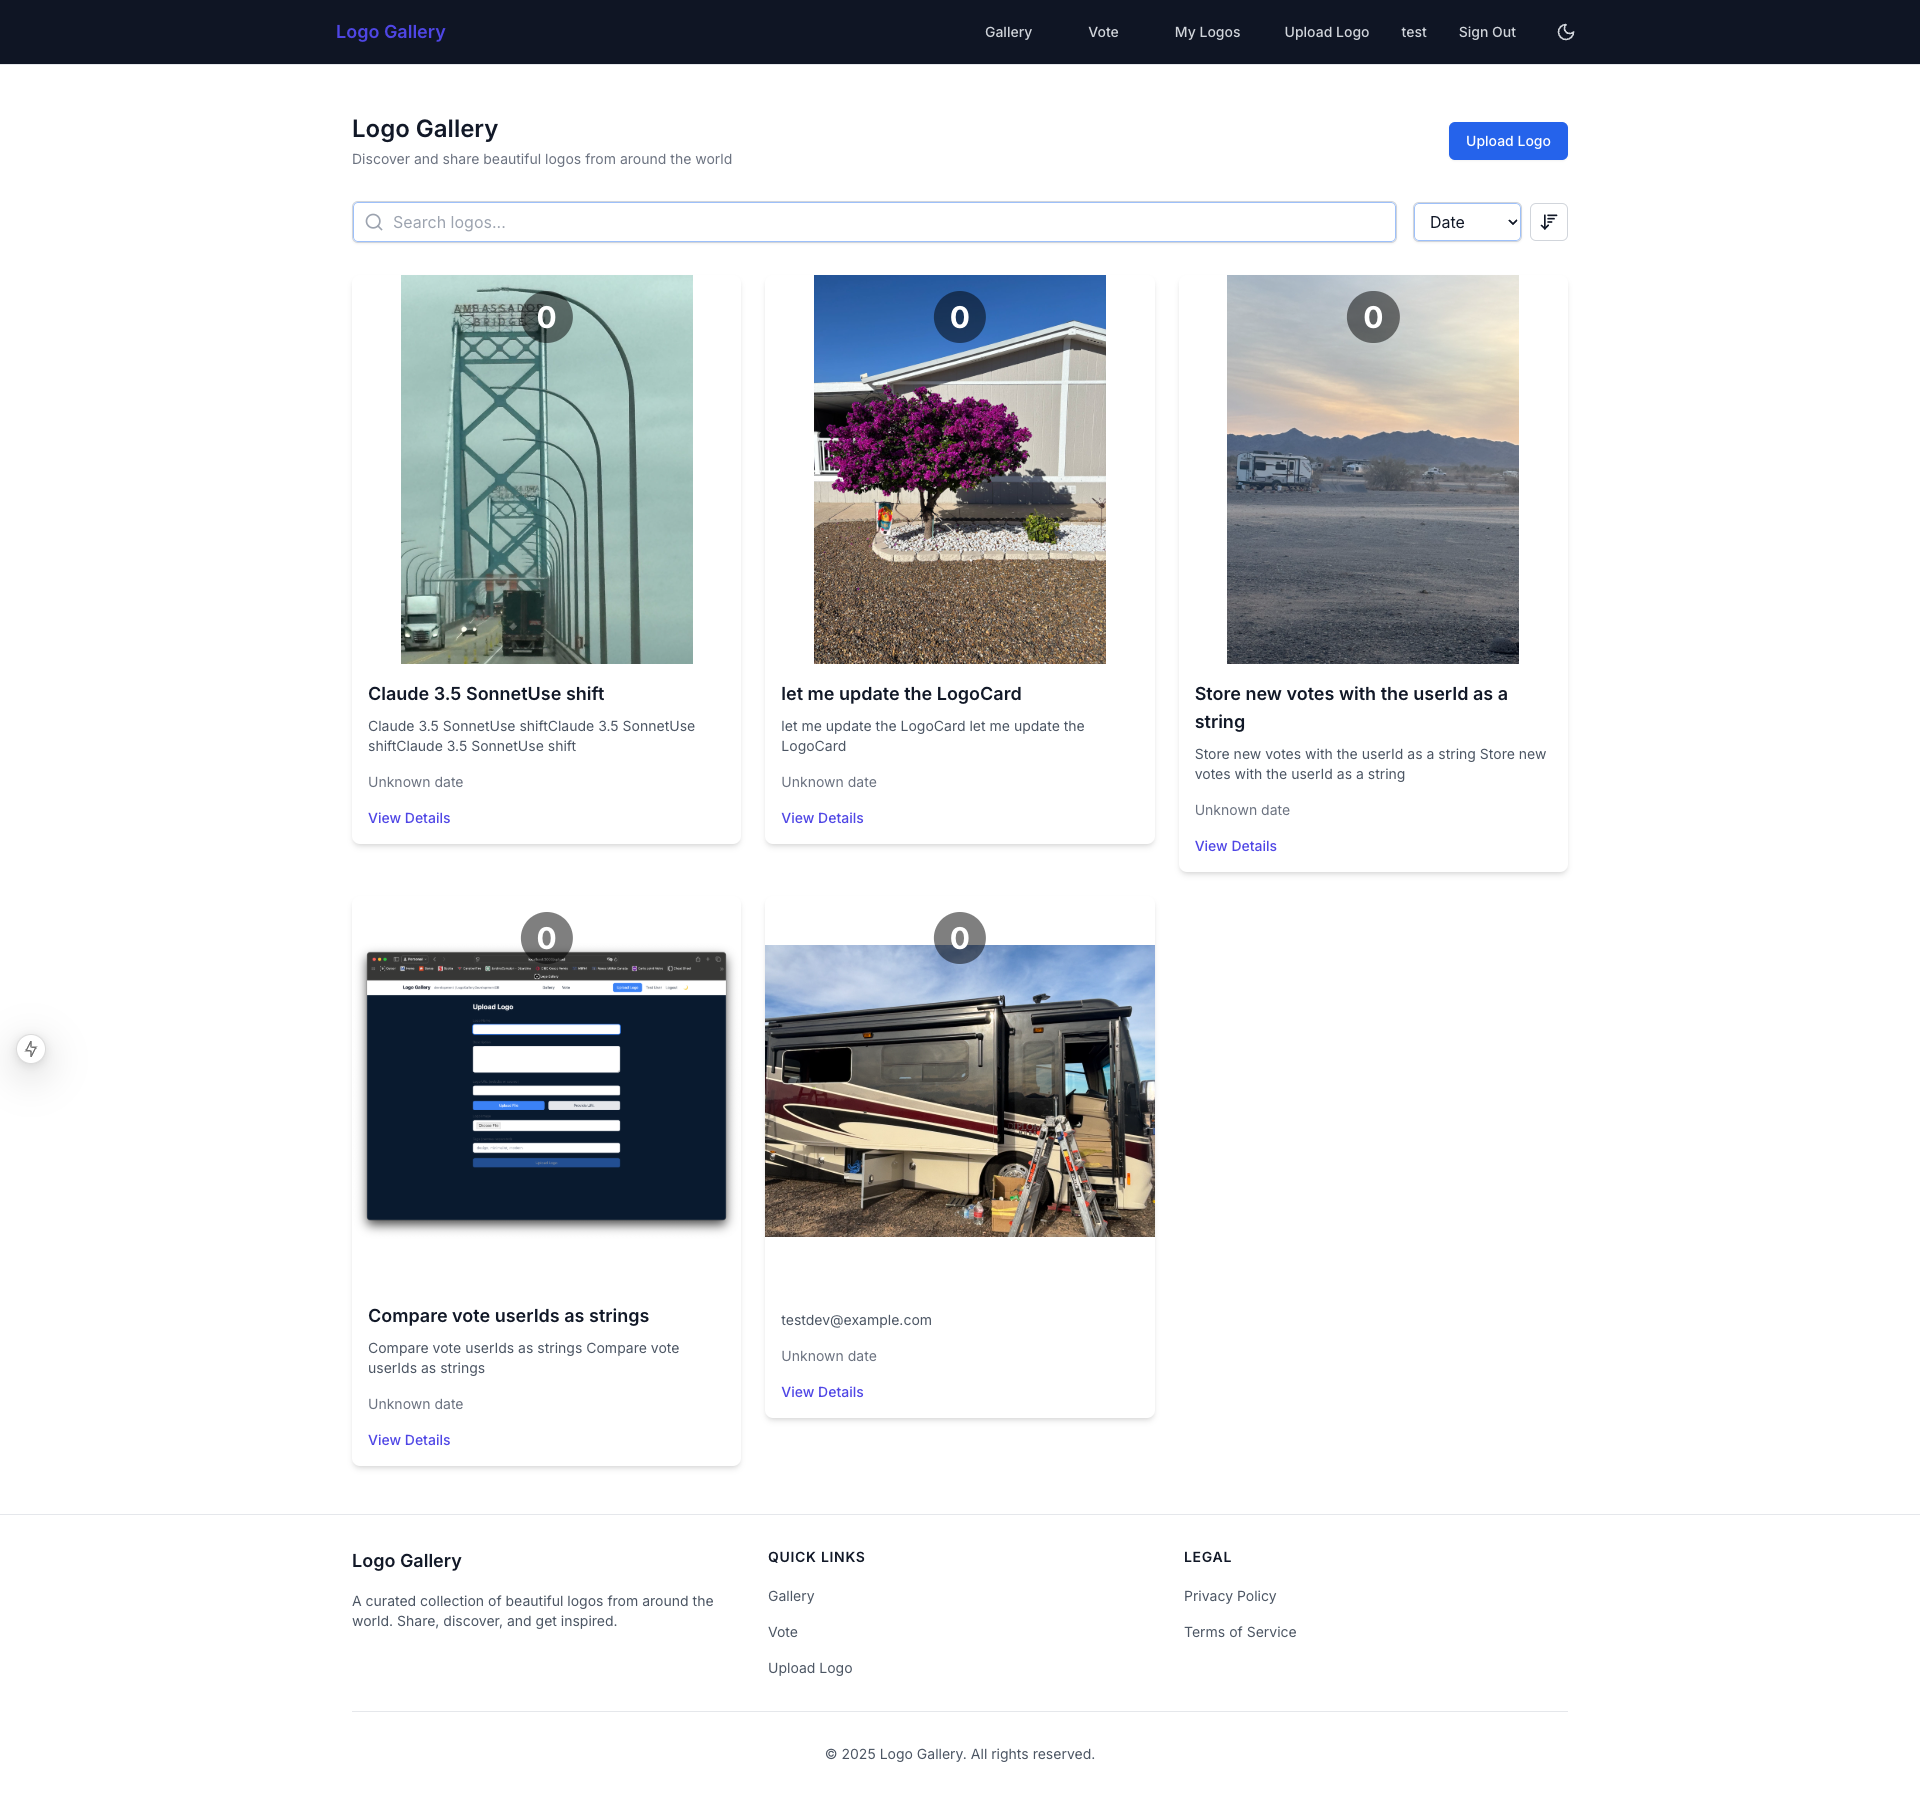 Logo Gallery
Gallery
Vote
My Logos
Upload Logo
test
Sign Out
Logo Gallery
Discover and share beautiful logos from around the world
Upload Logo
Search logos...
Date
AMBASSADOR
BRIDGE
0
0
0
Claude 3.5 SonnetUse shift
Claude 3.5 SonnetUse shiftClaude 3.5 SonnetUse
shiftClaude 3.5 SonnetUse shift
Unknown date
View Details
let me update the LogoCard
let me update the LogoCard let me update the
LogoCard
Unknown date
View Details
Store new votes with the userId as a
string
Store new votes with the userId as a string Store new
votes with the userId as a string
Unknown date
View Details
0
Logo Gallery
Gallery
Vote
Upload Logo
Upload Logo
Upload File
Choose File
0
Compare vote userIds as strings
Compare vote userIds as strings Compare vote
userIds as strings
Unknown date
View Details
testdev@example.com
Unknown date
View Details
Logo Gallery
A curated collection of beautiful logos from around the
world. Share, discover, and get inspired.
QUICK LINKS
Gallery
Vote
Upload Logo
LEGAL
Privacy Policy
Terms of Service
© 2025 Logo Gallery. All rights reserved.